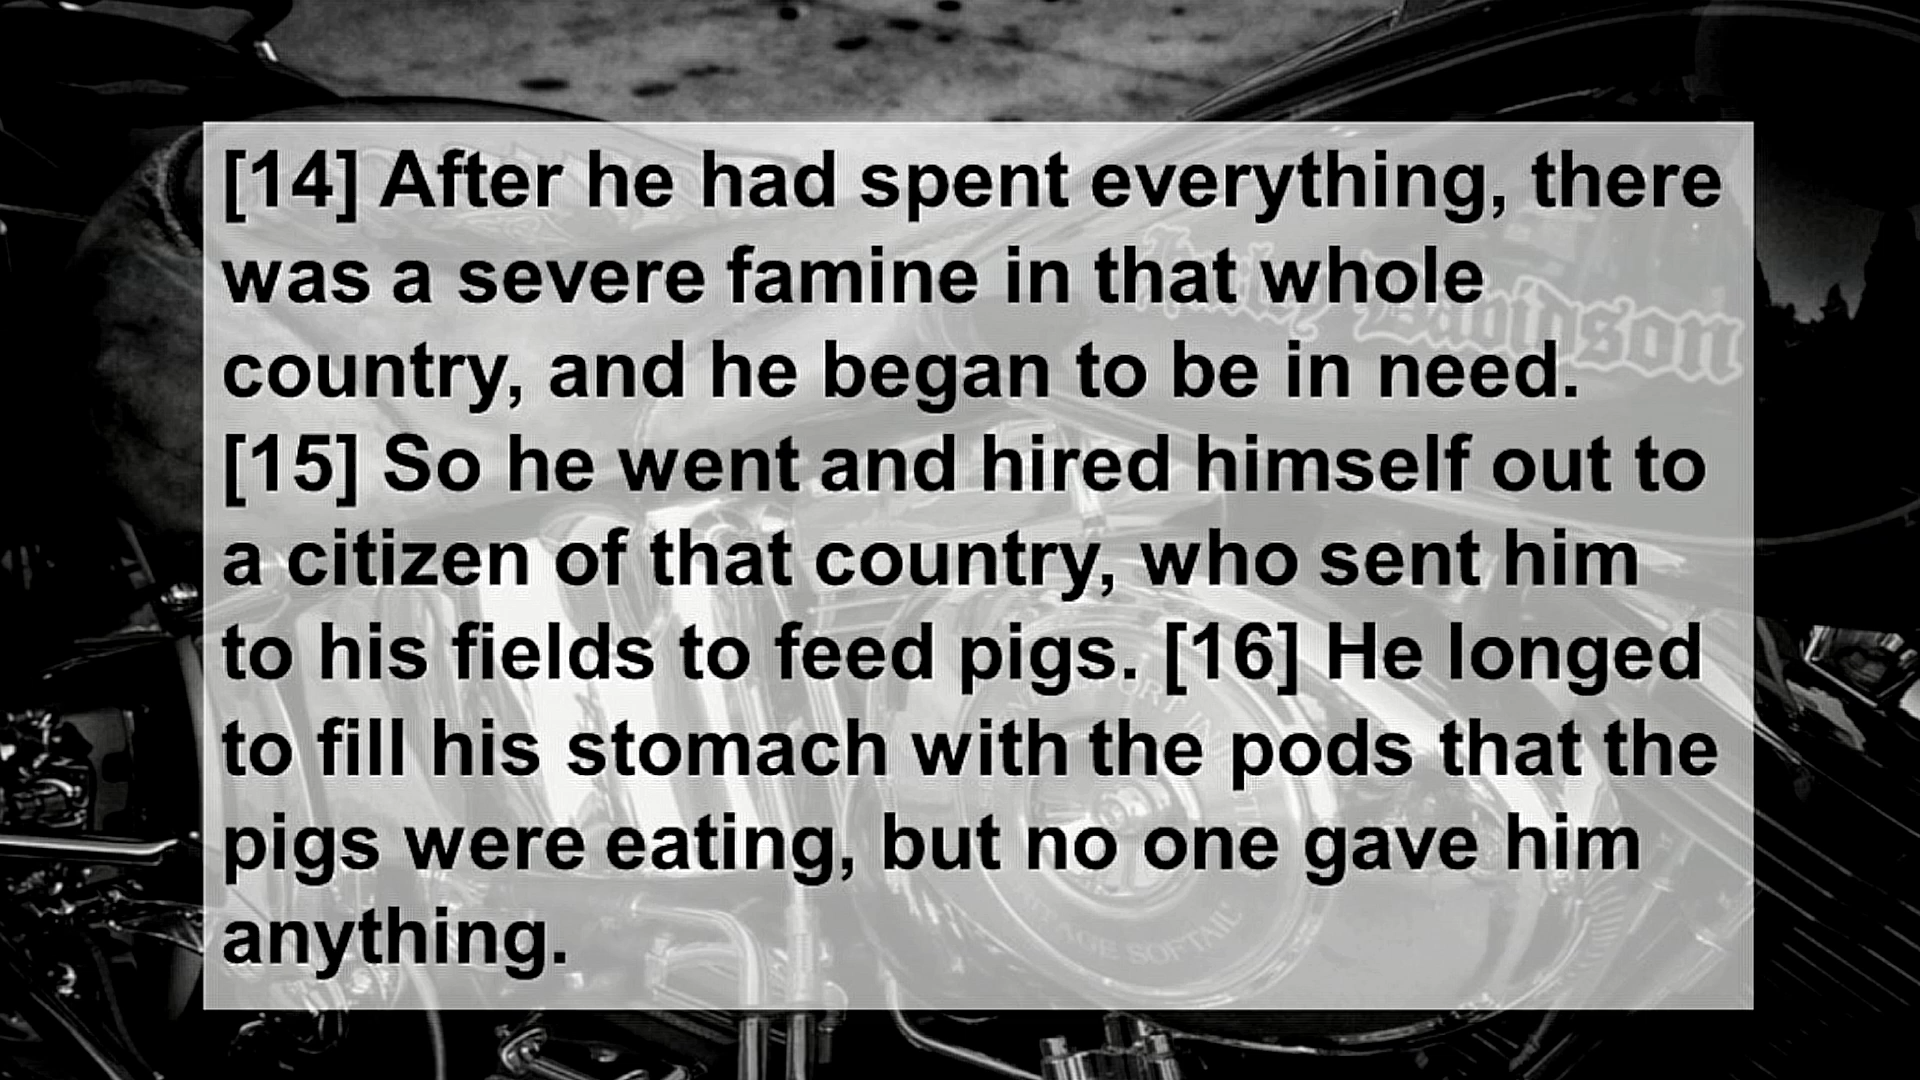 [14] After he had spent everything, there
was a severe famine in that whole
country, and he began to be in need.
[15] So he went and hired himself out to
a citizen of that country, who sent him
to his fields to feed pigs. [16] He longed
to fill his stomach with the pods that the
pigs were eating, but no one gave him
anything.
Harley Davidson
SOFTAIL